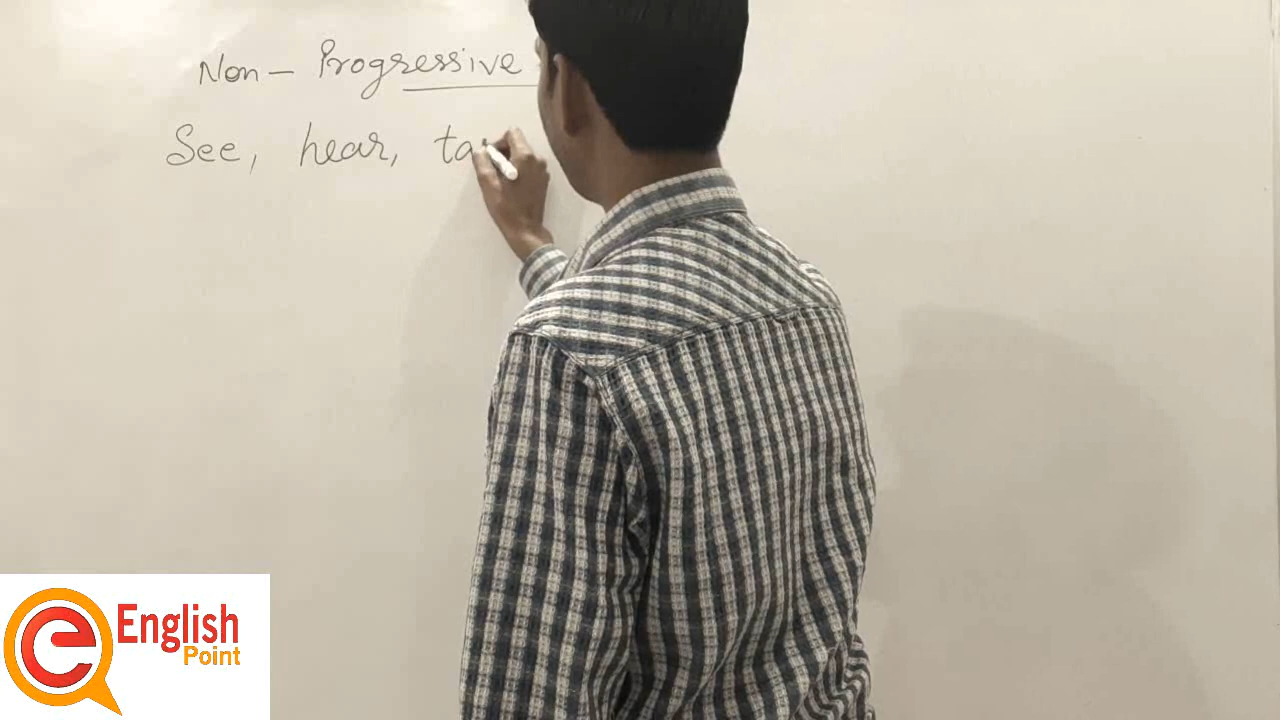 Non - Progressive
See, hear, ta
English
Point